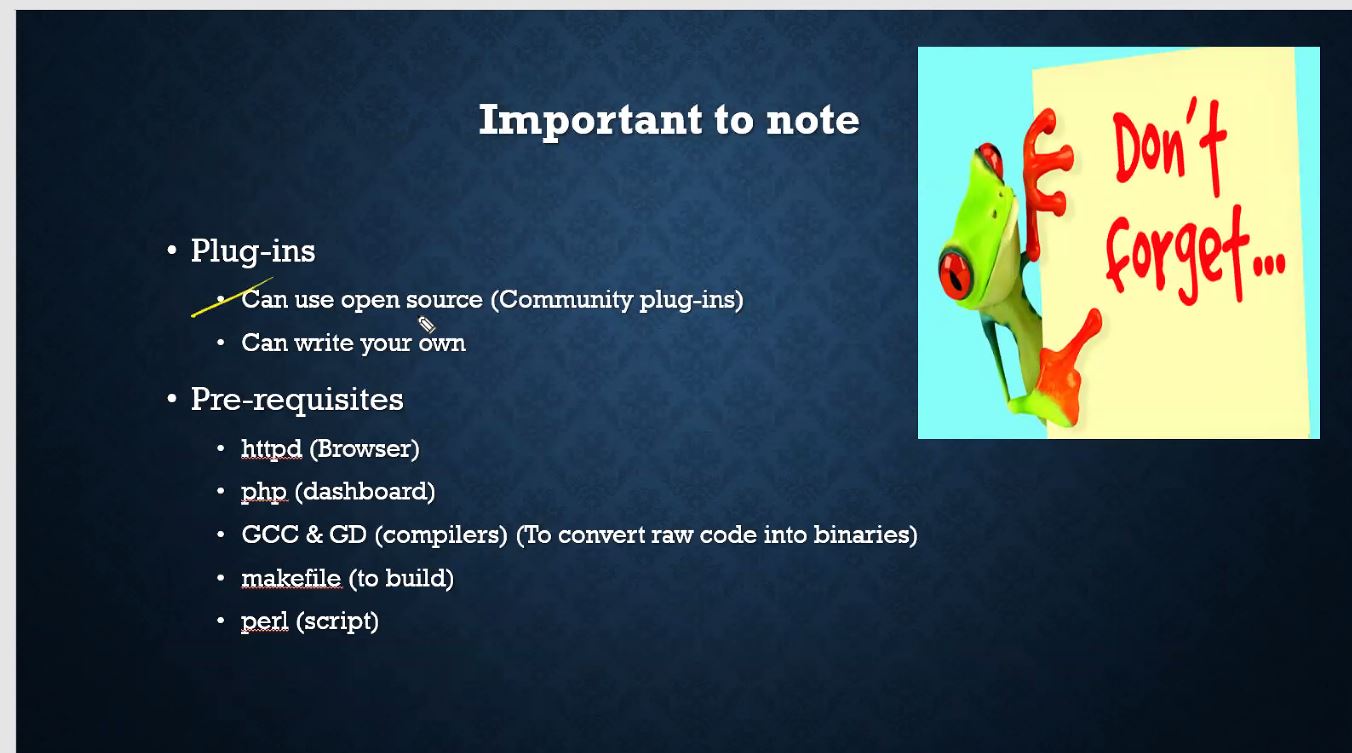 Important to note
Don't
forget...
• Plug-ins
• Can use open source (Community plug-ins)
• Can write your own
• Pre-requisites
• httpd (Browser)
• php (dashboard)
• GCC & GD (compilers) (To convert raw code into binaries)
• makefile (to build)
• perl (script)